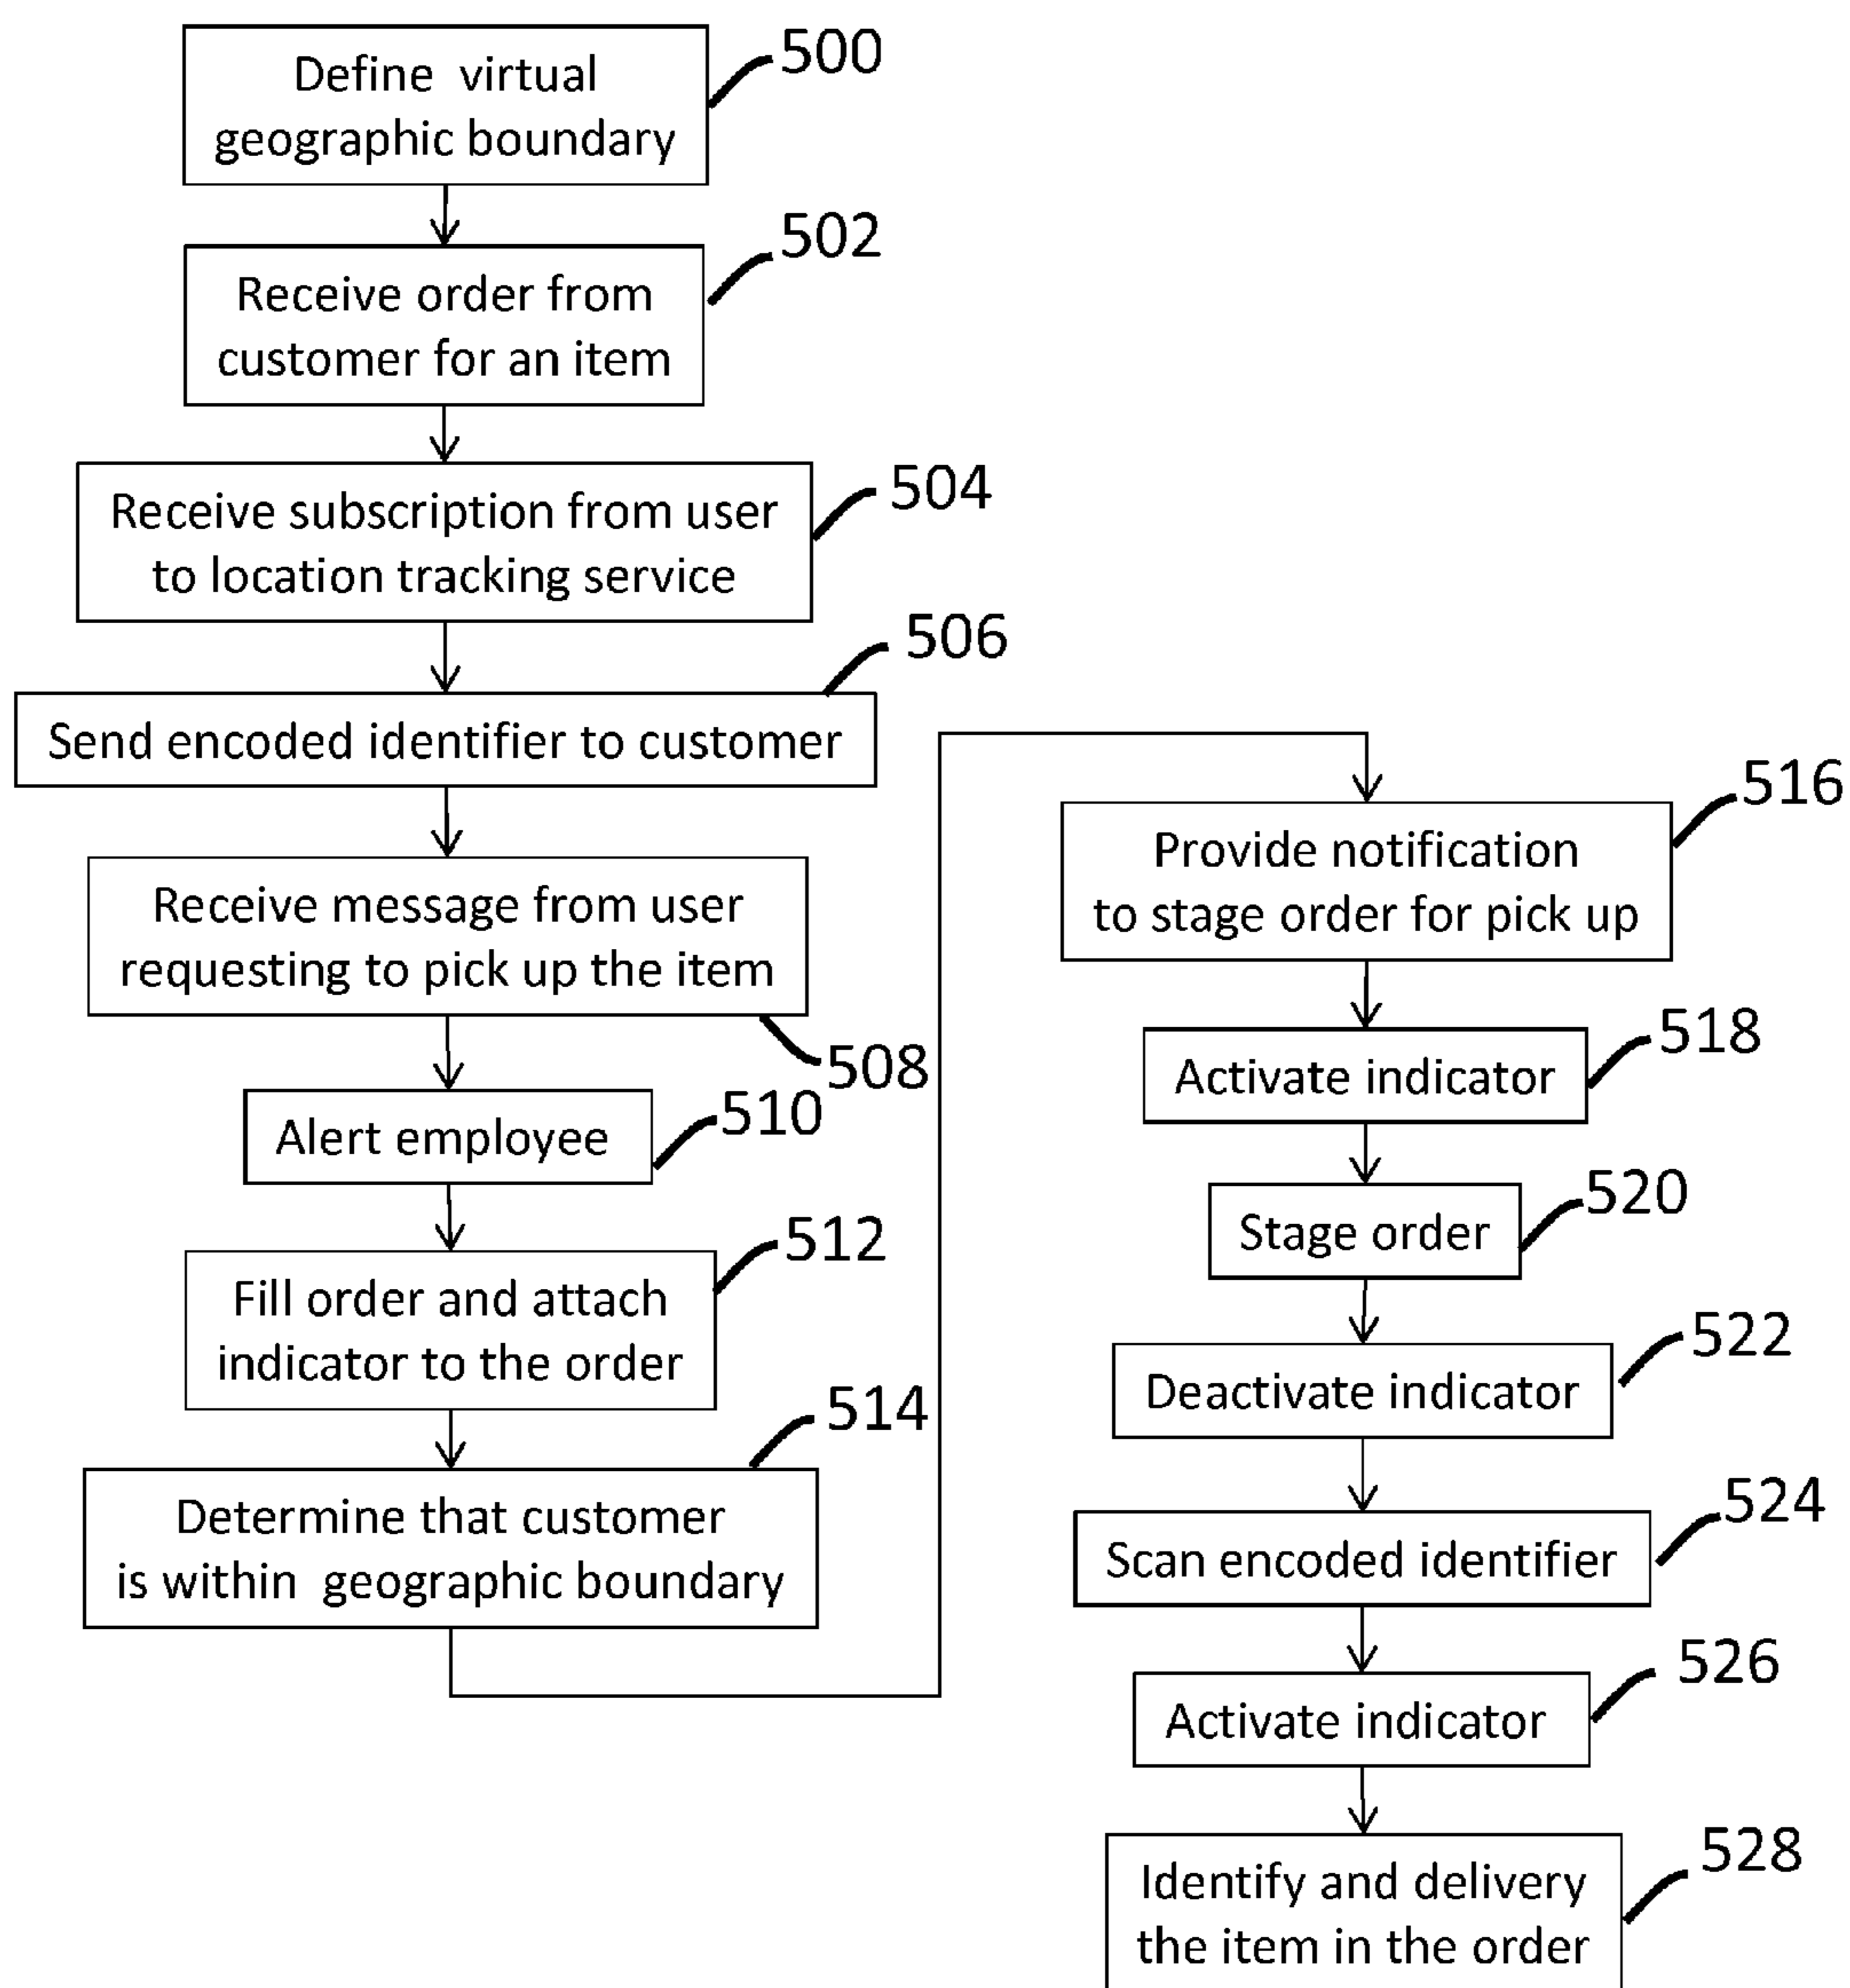 500
Define virtual
geographic boundary
502
Receive order from
customer for an item
504
Receive subscription from user
to location tracking service
506
Send encoded identifier to customer
Receive message from user
requesting to pick up the item
508
510
Alert employee
512
Fill order and attach
indicator to the order
514
Determine that customer
is within geographic boundary
516
Provide notification
to stage order for pick up
518
Activate indicator
520
Stage order
522
Deactivate indicator
524
Scan encoded identifier
526
Activate indicator
528
Identify and delivery
the item in the order